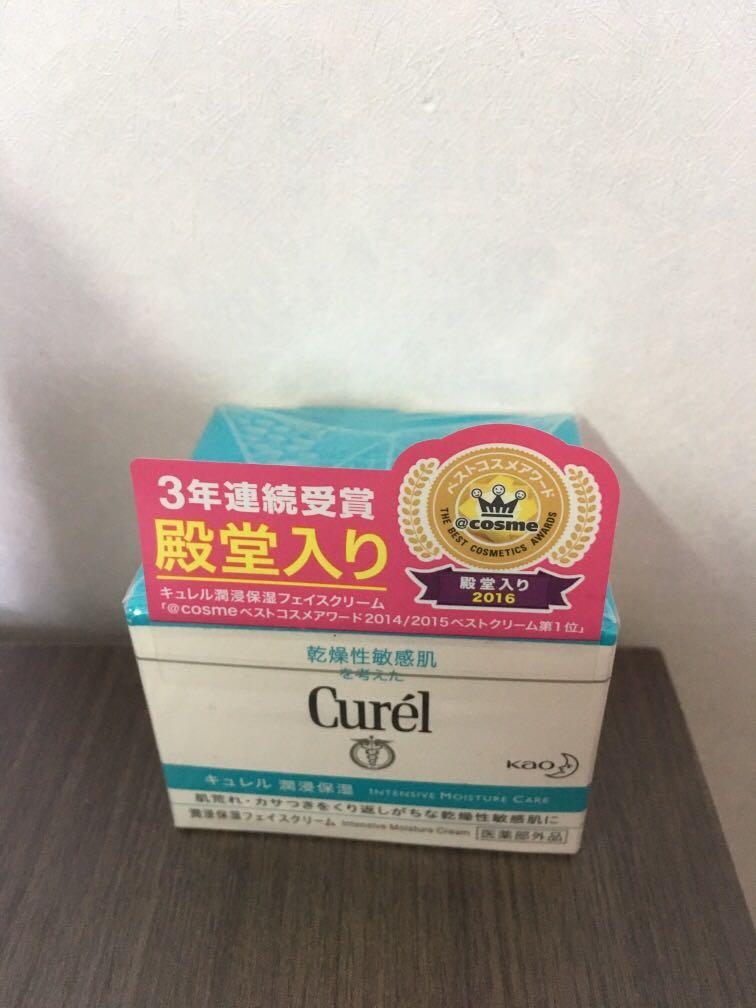 3年連続受賞
殿堂入り
キュレル潤浸保湿フェイスクリーム
「@cosmeベストコスメアワード2014/2015ベストクリーム第1位」
ベストコスメアワード
@cosme
THE BEST COSMETICS AWARDS
殿堂入り
2016
乾燥性敏感肌
を考えた
Curél
Kao
キュレル 潤浸保湿 INTENSIVE MOISTURE CARE
肌荒れ・カサつきをくり返しがちな乾燥性敏感肌に
潤浸保湿フェイスクリーム Intensive Moisture Cream 医薬部外品